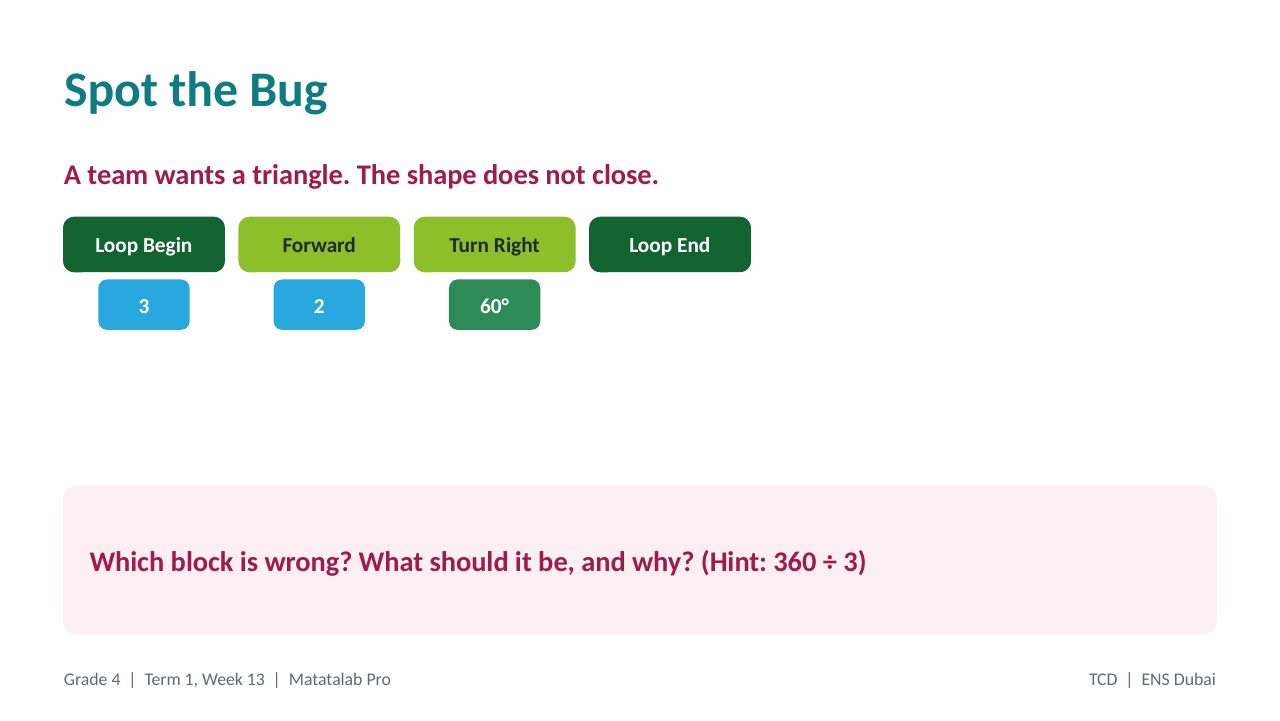 Spot the Bug
A team wants a triangle. The shape does not close.
Loop Begin Forward Turn Right Loop End
3 2 60°
Which block is wrong? What should it be, and why? (Hint: 360 ÷ 3)
Grade 4 | Term 1, Week 13 | Matatalab Pro TCD | ENS Dubai